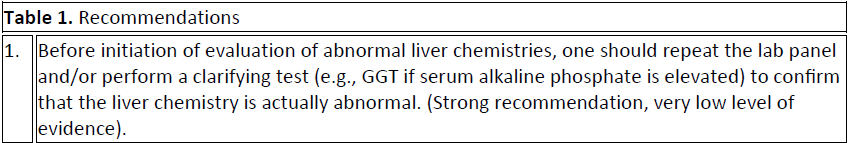 Table 1. Recommendations
1. Before initiation of evaluation of abnormal liver chemistries, one should repeat the lab panel
and/or perform a clarifying test (e.g., GGT if serum alkaline phosphate is elevated) to confirm
that the liver chemistry is actually abnormal. (Strong recommendation, very low level of
evidence).